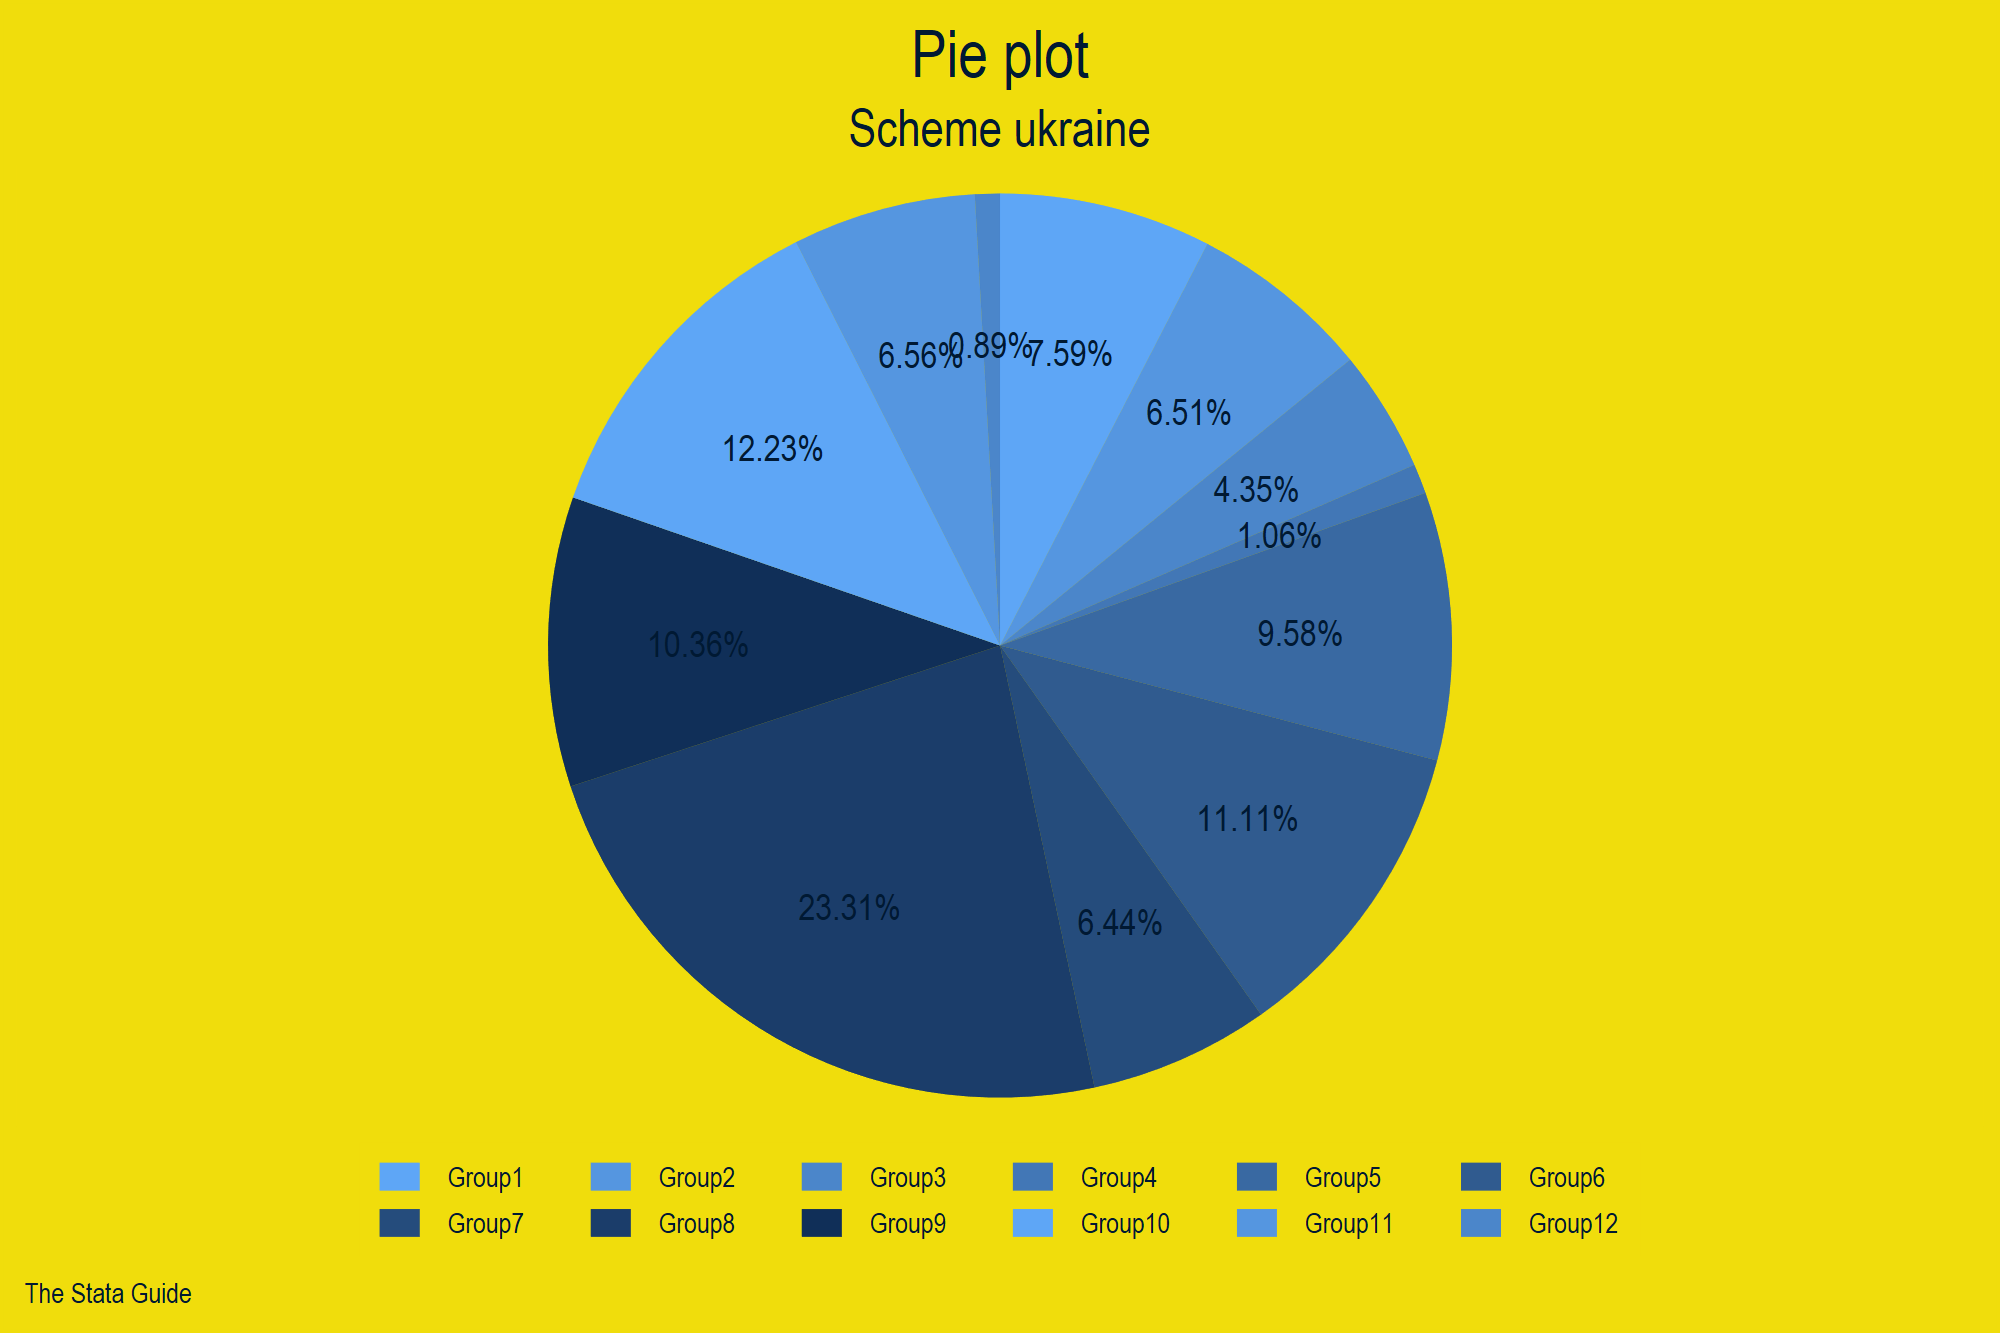 Pie plot
Scheme ukraine
0.89%
7.59%
6.56%
6.51%
12.23%
4.35%
1.06%
9.58%
10.36%
11.11%
23.31%
6.44%
Group1 Group2 Group3 Group4 Group5 Group6
Group7 Group8 Group9 Group10 Group11 Group12
The Stata Guide